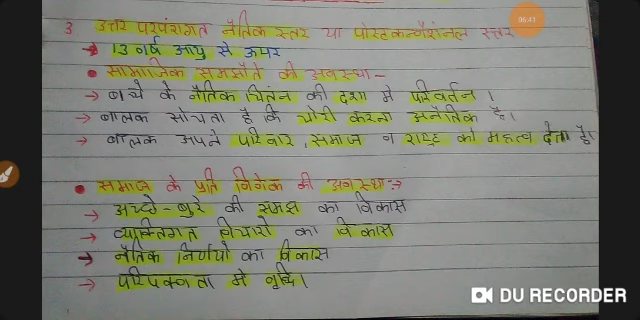 06:41
3 उत्तर परंपरागत नैतिक स्तर या पोस्टकन्वेंशनल स्तर
→ 13 वर्ष आयु से ऊपर
• सामाजिक समझौते की अवस्था -
→ बच्चे के नैतिक चिंतन की दशा मे परिवर्तन ।
→ बालक सोचता है कि चोरी करना अनैतिक है।
→ बालक अपने परिवार, समाज व राष्ट्र को महत्व देता है।
• समाज के प्रति विवेक की अवस्था :→
→ अच्छे - बुरे की समझ का विकास
→ व्यक्तिगत विचारो का विकास
→ नैतिक निर्णयो का विकास
→ परिपक्वता मे वृद्धि।
DU RECORDER